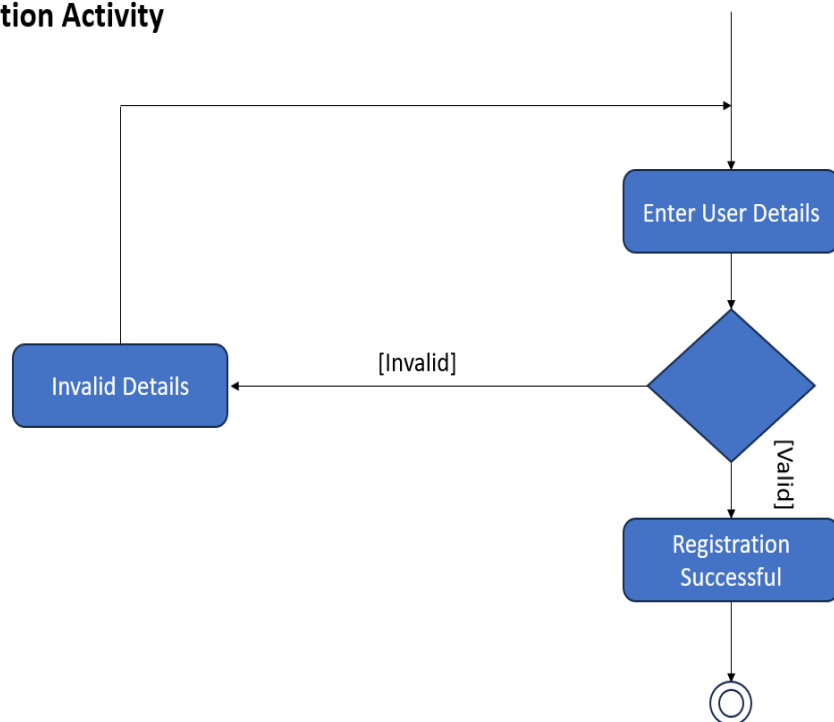 tion Activity
Enter User Details
[Invalid]
Invalid Details
[Valid]
Registration
Successful